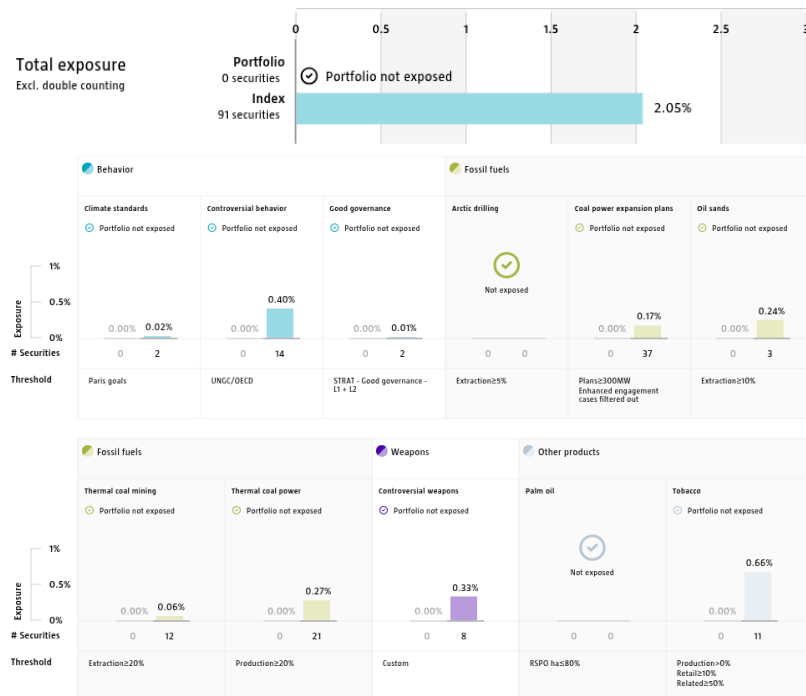 0 0.5 1 1.5 2 2.5 3
Total exposure
Excl. double counting
Portfolio
0 securities
Portfolio not exposed
Index
91 securities
2.05%
Behavior
Fossil fuels
Climate standards
Controversial behavior
Good governance
Arctic drilling
Coal power expansion plans
Oil sands
Portfolio not exposed
Portfolio not exposed
Portfolio not exposed
Portfolio not exposed
Portfolio not exposed
Not exposed
Exposure
1%
0.5%
0%
0.00% 0.02%
0.00% 0.40%
0.00% 0.01%
0.00% 0.17%
0.00% 0.24%
# Securities
0 2
0 14
0 2
0 0
0 37
0 3
Threshold
Paris goals
UNGC/OECD
STRAT - Good governance -
L1 + L2
Extraction≥5%
Plans≥300MW
Enhanced engagement
cases filtered out
Extraction≥10%
Fossil fuels
Weapons
Other products
Thermal coal mining
Thermal coal power
Controversial weapons
Palm oil
Tobacco
Portfolio not exposed
Portfolio not exposed
Portfolio not exposed
Portfolio not exposed
Not exposed
Exposure
1%
0.5%
0%
0.00% 0.06%
0.00% 0.27%
0.00% 0.33%
0.00% 0.66%
# Securities
0 12
0 21
0 8
0 0
0 11
Threshold
Extraction≥20%
Production≥20%
Custom
RSPO ha≤80%
Production>0%
Retail≥10%
Related≥50%